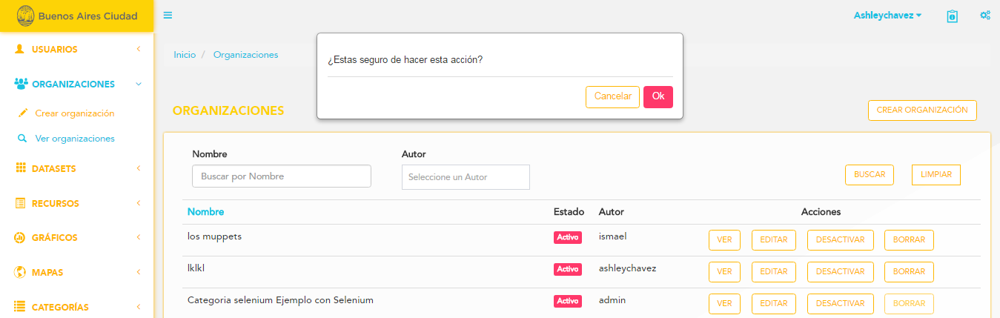 Buenos Aires Ciudad
Ashleychavez
USUARIOS
ORGANIZACIONES
Crear organización
Ver organizaciones
DATASETS
RECURSOS
GRÁFICOS
MAPAS
CATEGORÍAS
Inicio / Organizaciones
¿Estas seguro de hacer esta acción?
Cancelar Ok
ORGANIZACIONES
CREAR ORGANIZACIÓN
Nombre Autor
Buscar por Nombre Seleccione un Autor BUSCAR LIMPIAR
Nombre Estado Autor Acciones
los muppets Activo ismael VER EDITAR DESACTIVAR BORRAR
lklkl Activo ashleychavez VER EDITAR DESACTIVAR BORRAR
Categoria selenium Ejemplo con Selenium Activo admin VER EDITAR DESACTIVAR BORRAR